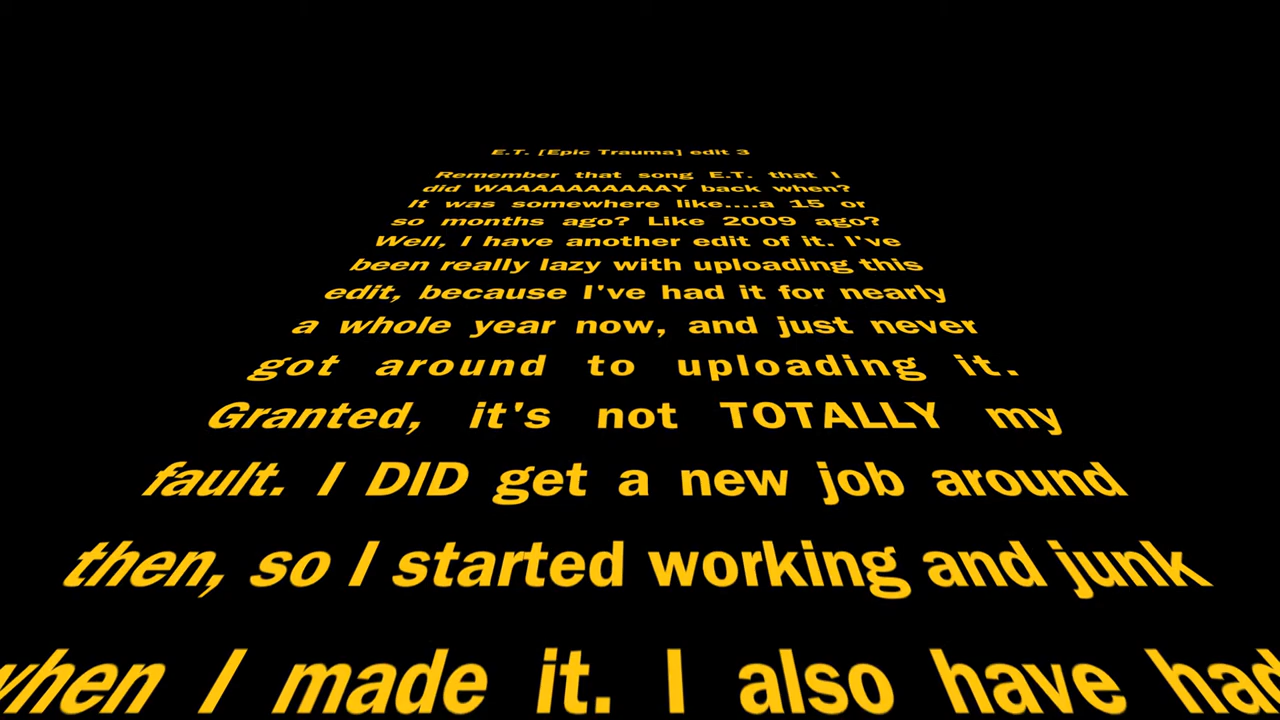 E.T. [Epic Trauma] edit 3
Remember that song E.T. that I
did WAAAAAAAAAAAY back when?
It was somewhere like....a 15 or
so months ago? Like 2009 ago?
Well, I have another edit of it. I've
been really lazy with uploading this
edit, because I've had it for nearly
a whole year now, and just never
got around to uploading it.
Granted, it's not TOTALLY my
fault. I DID get a new job around
then, so I started working and junk
when I made it. I also have had